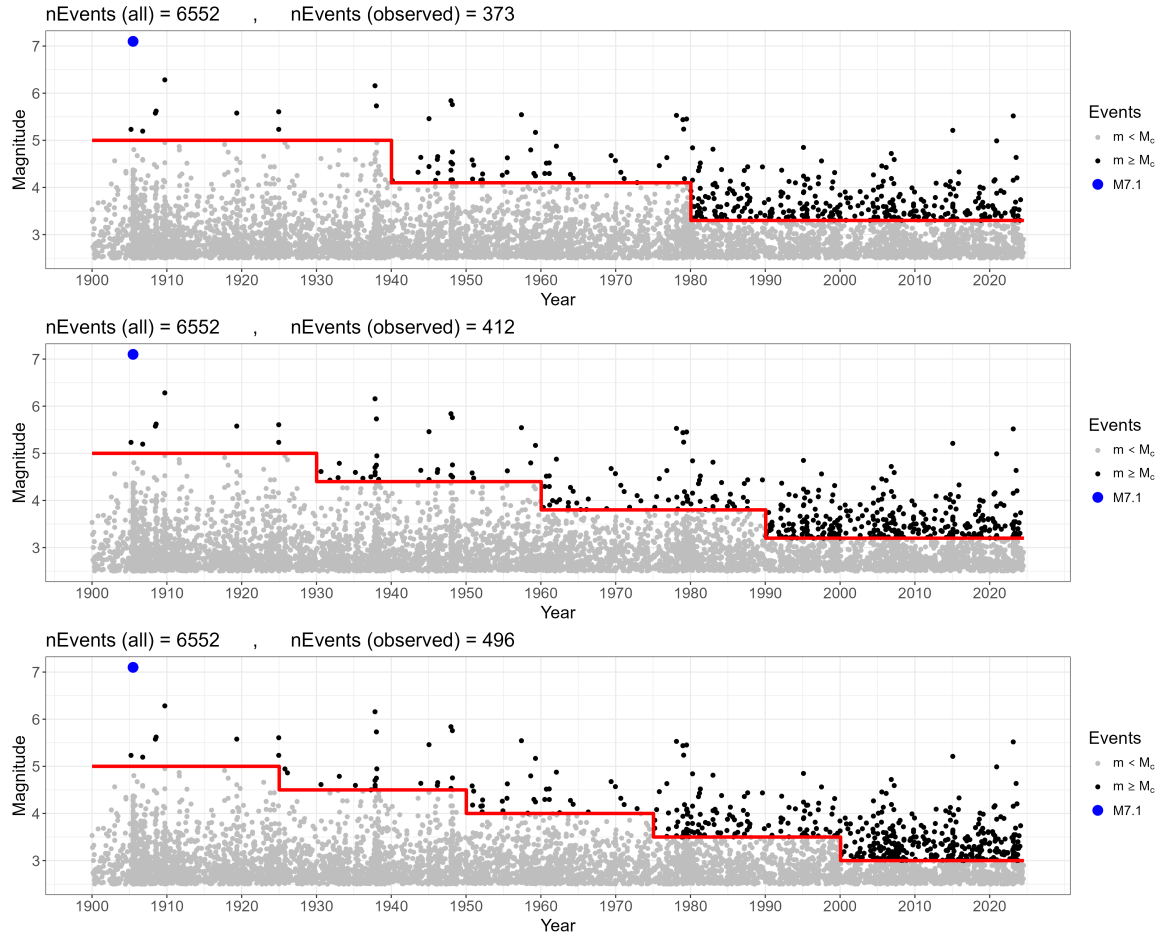 nEvents (all) = 6552 , nEvents (observed) = 373
7
6
5
4
3
Magnitude
1900 1910 1920 1930 1940 1950 1960 1970 1980 1990 2000 2010 2020
Year
Events
m < Mc
m ≥ Mc
M7.1
nEvents (all) = 6552 , nEvents (observed) = 412
7
6
5
4
3
Magnitude
1900 1910 1920 1930 1940 1950 1960 1970 1980 1990 2000 2010 2020
Year
Events
m < Mc
m ≥ Mc
M7.1
nEvents (all) = 6552 , nEvents (observed) = 496
7
6
5
4
3
Magnitude
1900 1910 1920 1930 1940 1950 1960 1970 1980 1990 2000 2010 2020
Year
Events
m < Mc
m ≥ Mc
M7.1